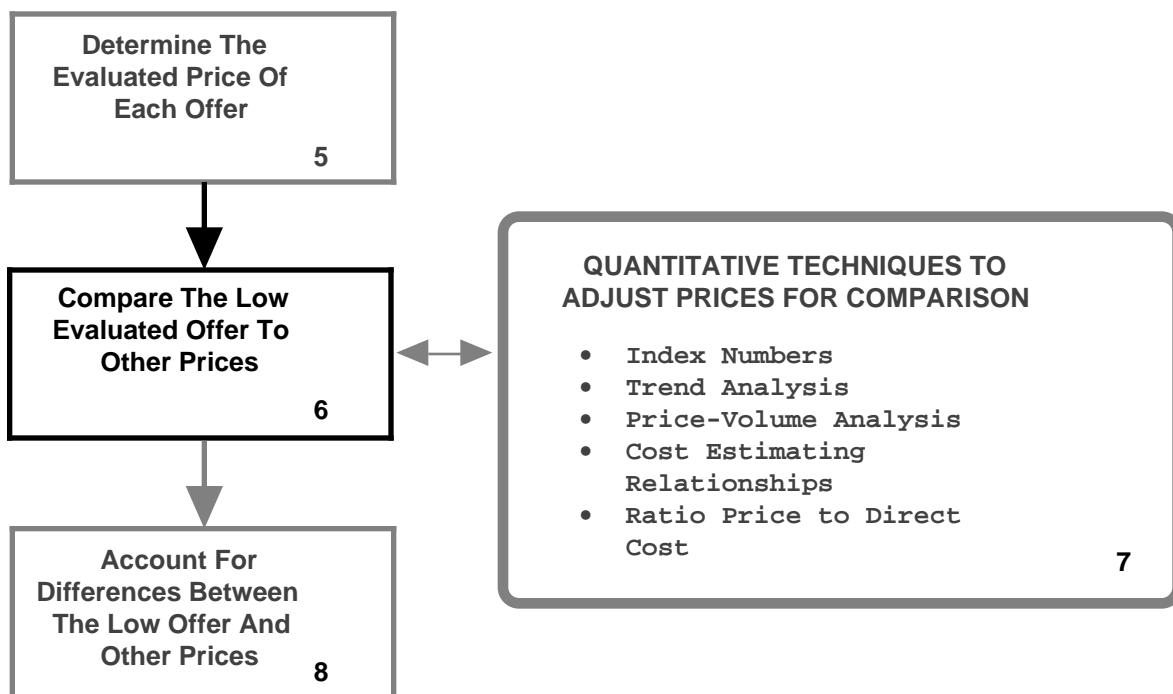 Determine The
Evaluated Price Of
Each Offer
5
Compare The Low
Evaluated Offer To
Other Prices
6
QUANTITATIVE TECHNIQUES TO
ADJUST PRICES FOR COMPARISON
• Index Numbers
• Trend Analysis
• Price-Volume Analysis
• Cost Estimating
Relationships
• Ratio Price to Direct
Cost
7
Account For
Differences Between
The Low Offer And
Other Prices
8